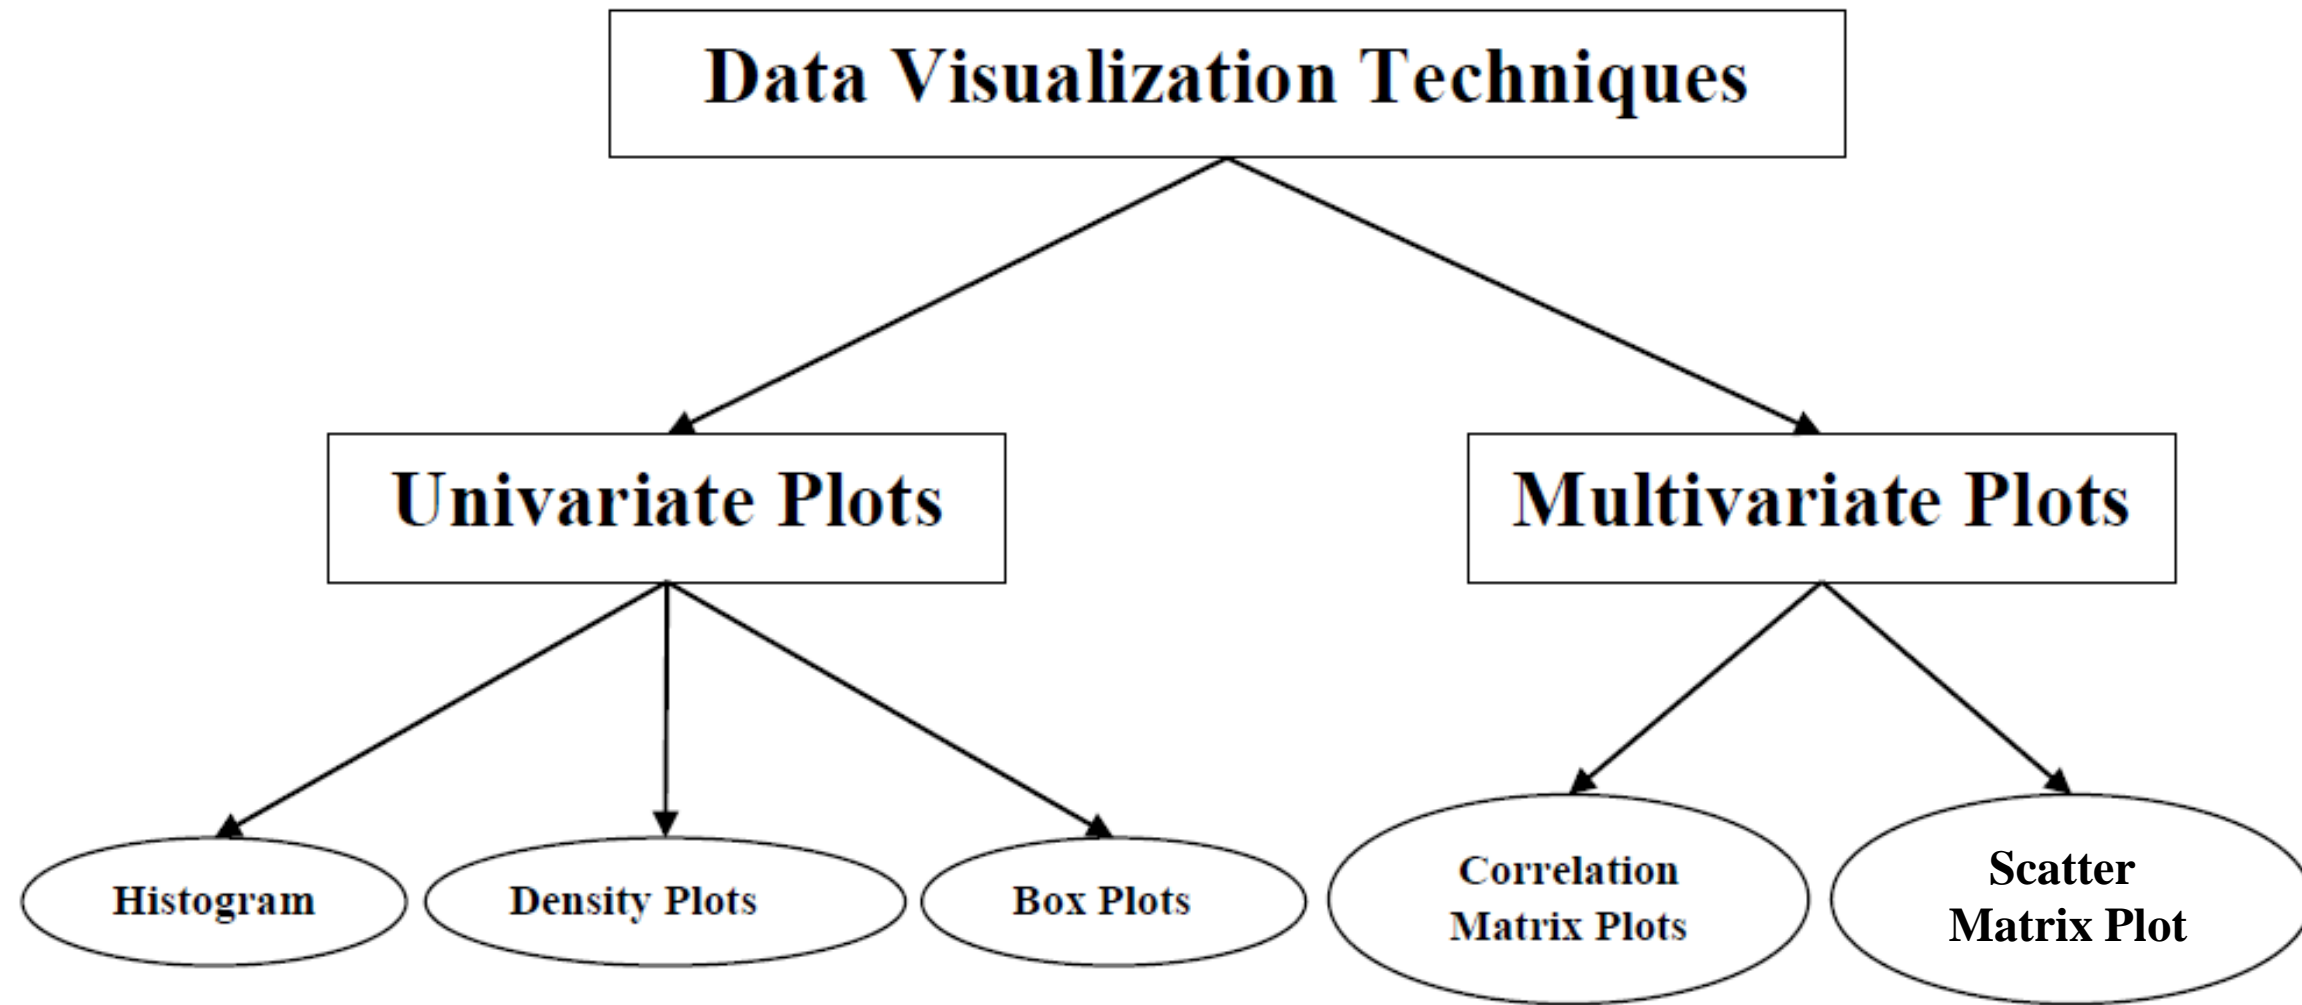 Data Visualization Techniques
Univariate Plots
Multivariate Plots
Histogram
Density Plots
Box Plots
Correlation
Matrix Plots
Scatter
Matrix Plot